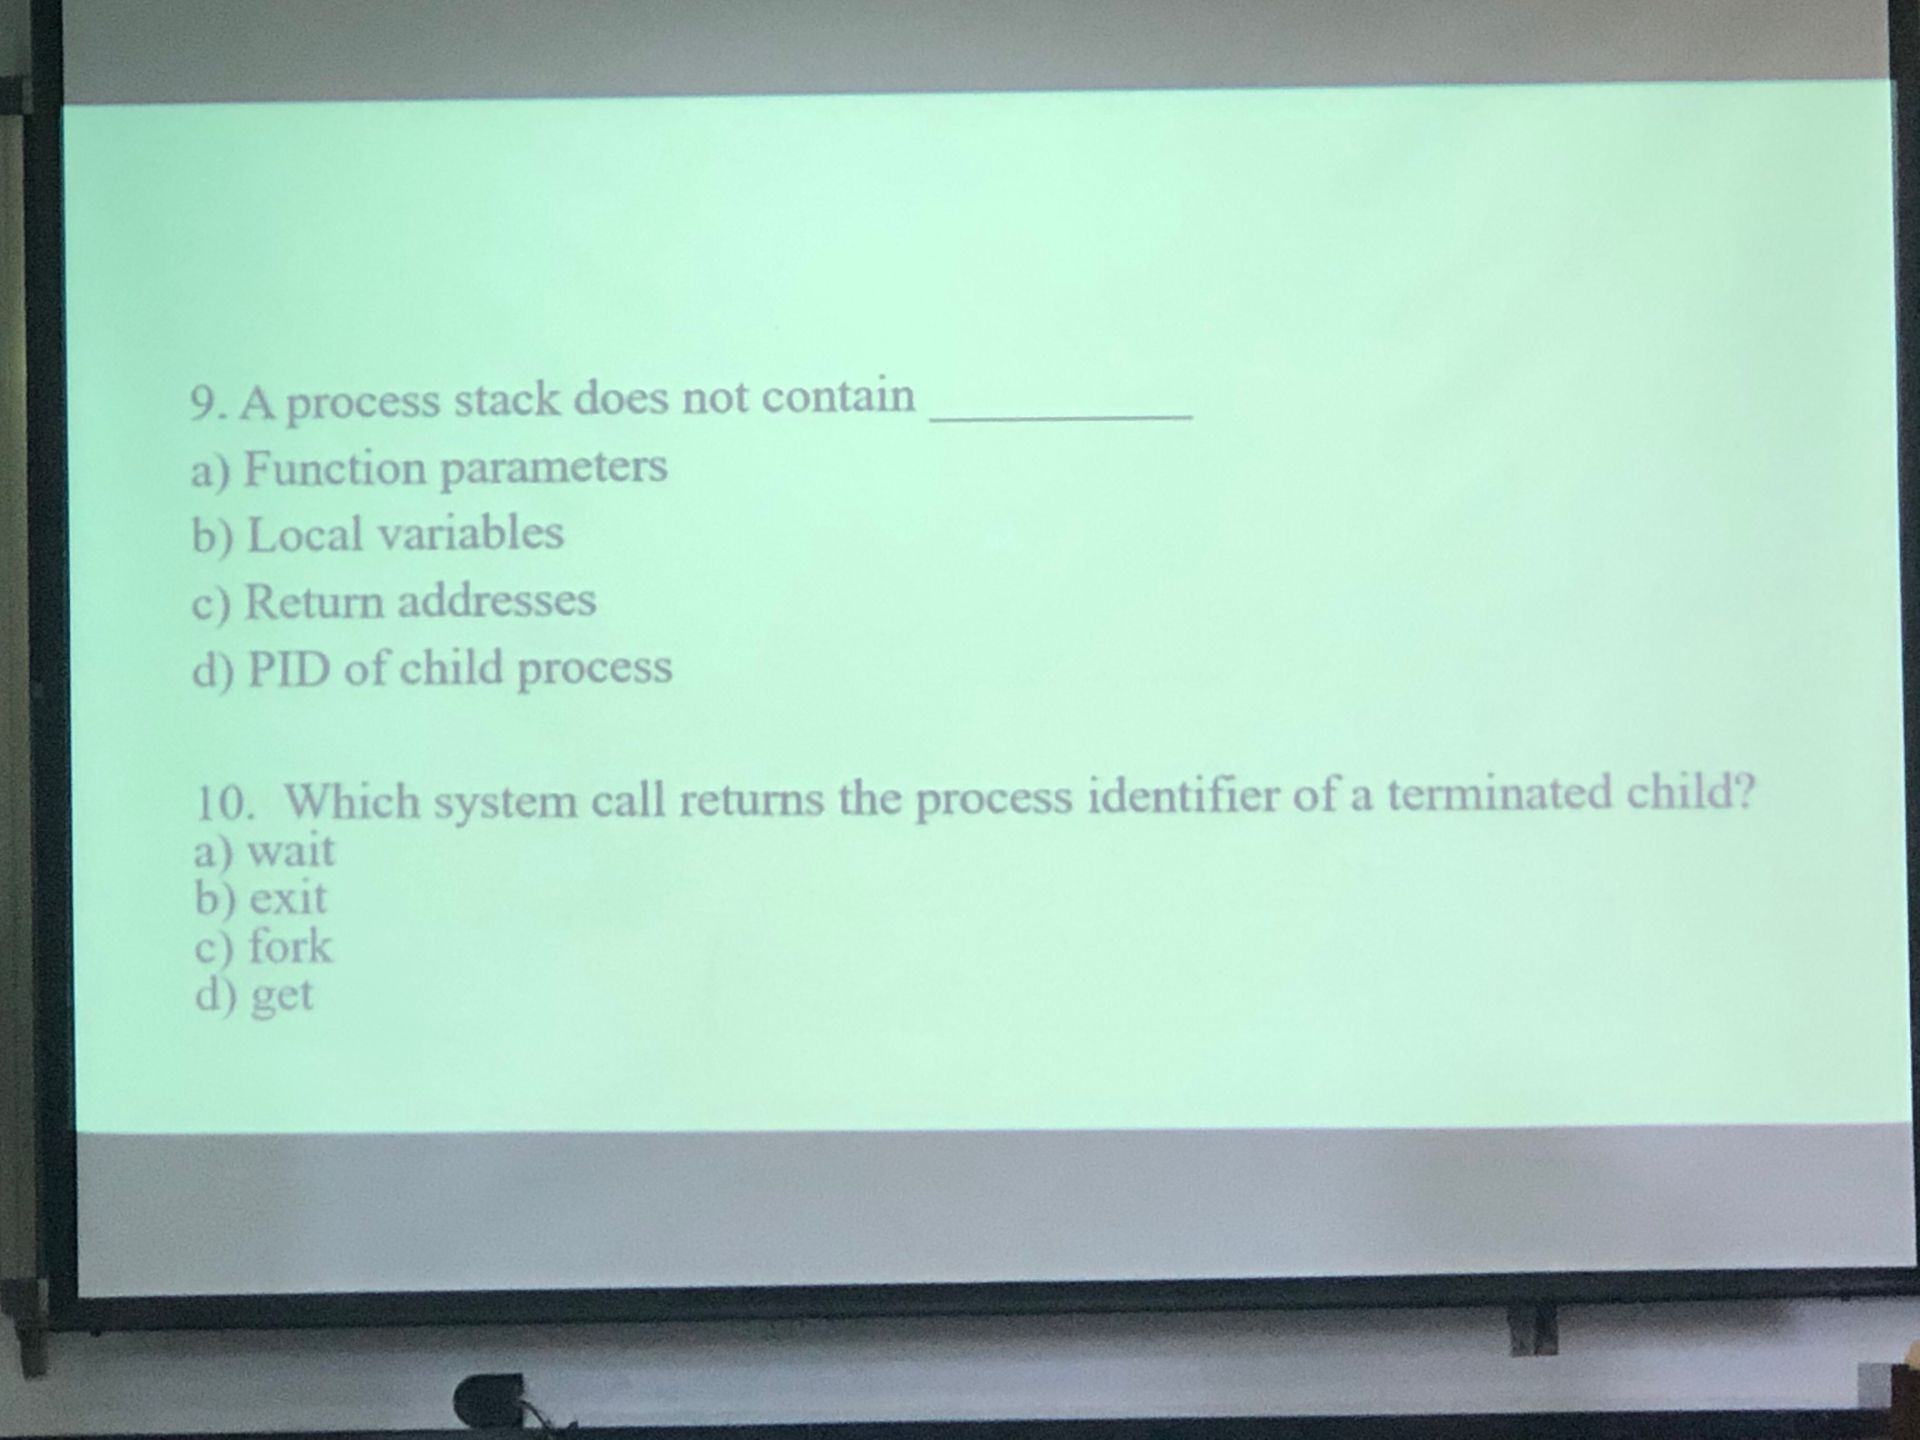 9. A process stack does not contain ____________
a) Function parameters
b) Local variables
c) Return addresses
d) PID of child process
10. Which system call returns the process identifier of a terminated child?
a) wait
b) exit
c) fork
d) get